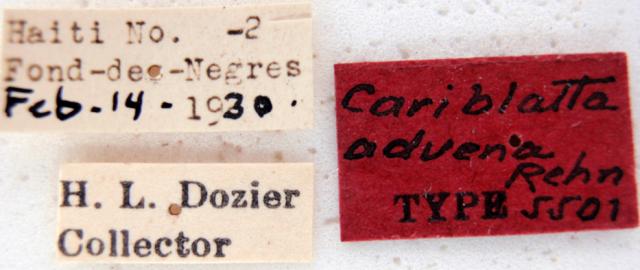 Haiti No. -2
Fond-des-Negres
Feb-14-1930.
H. L. Dozier
Collector
Cariblatta
advena
Rehn
TYPE 5501